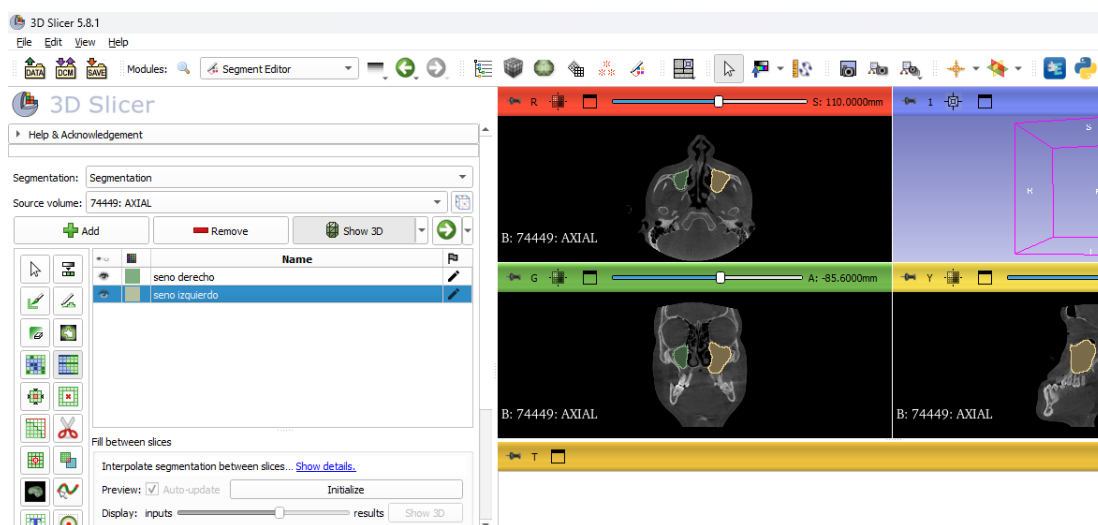 3D Slicer 5.8.1
File Edit View Help
DATA DCM SAVE Modules: Segment Editor
3D Slicer
Help & Acknowledgement
Segmentation: Segmentation
Source volume: 74449: AXIAL
Add Remove Show 3D
Name
seno derecho
seno izquierdo
Fill between slices
Interpolate segmentation between slices... Show details.
Preview: Auto-update Initialize
Display: inputs results Show 3D
R S: 110.0000mm
B: 74449: AXIAL
1
S
R
G A: -85.6000mm
B: 74449: AXIAL
Y
B: 74449: AXIAL
T